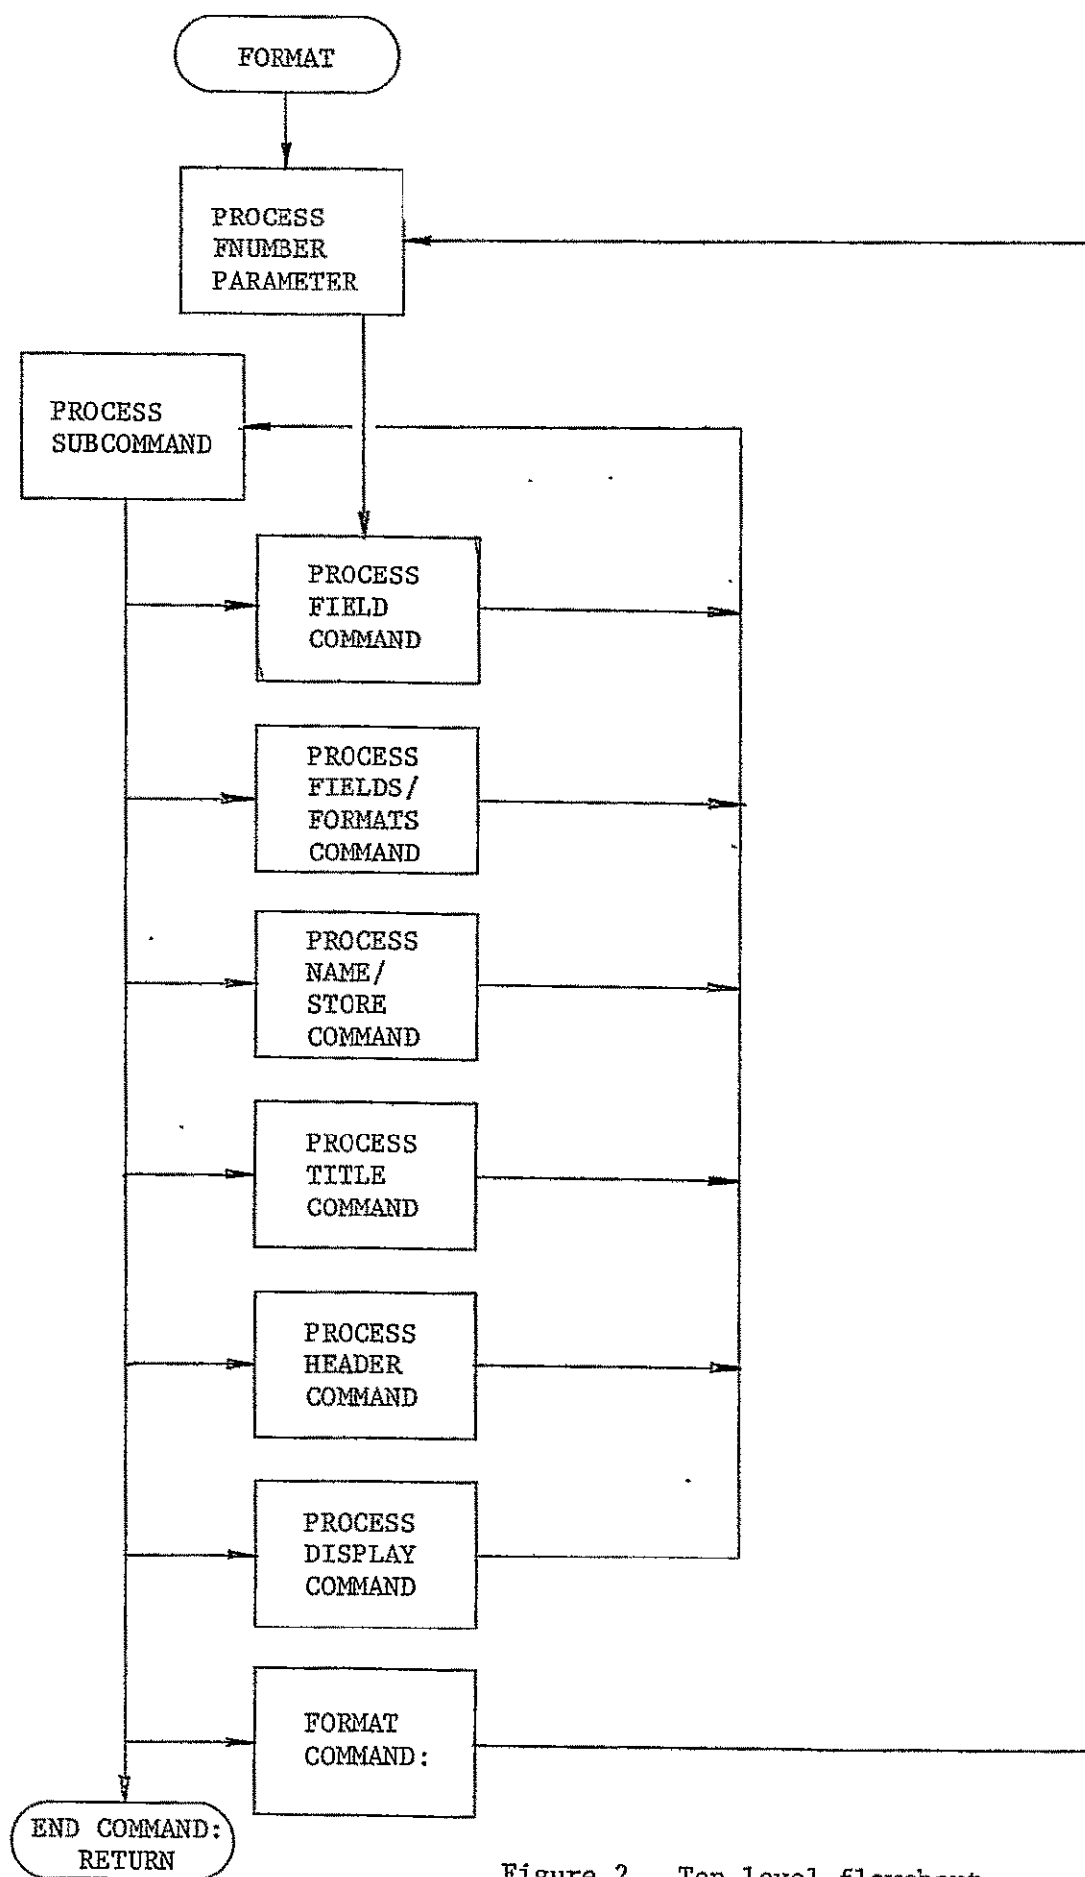 FORMAT
PROCESS
FNUMBER
PARAMETER
PROCESS
SUBCOMMAND
PROCESS
FIELD
COMMAND
PROCESS
FIELDS/
FORMATS
COMMAND
PROCESS
NAME/
STORE
COMMAND
PROCESS
TITLE
COMMAND
PROCESS
HEADER
COMMAND
PROCESS
DISPLAY
COMMAND
FORMAT
COMMAND:
END COMMAND:
RETURN
Figure 2. Top level flowchart